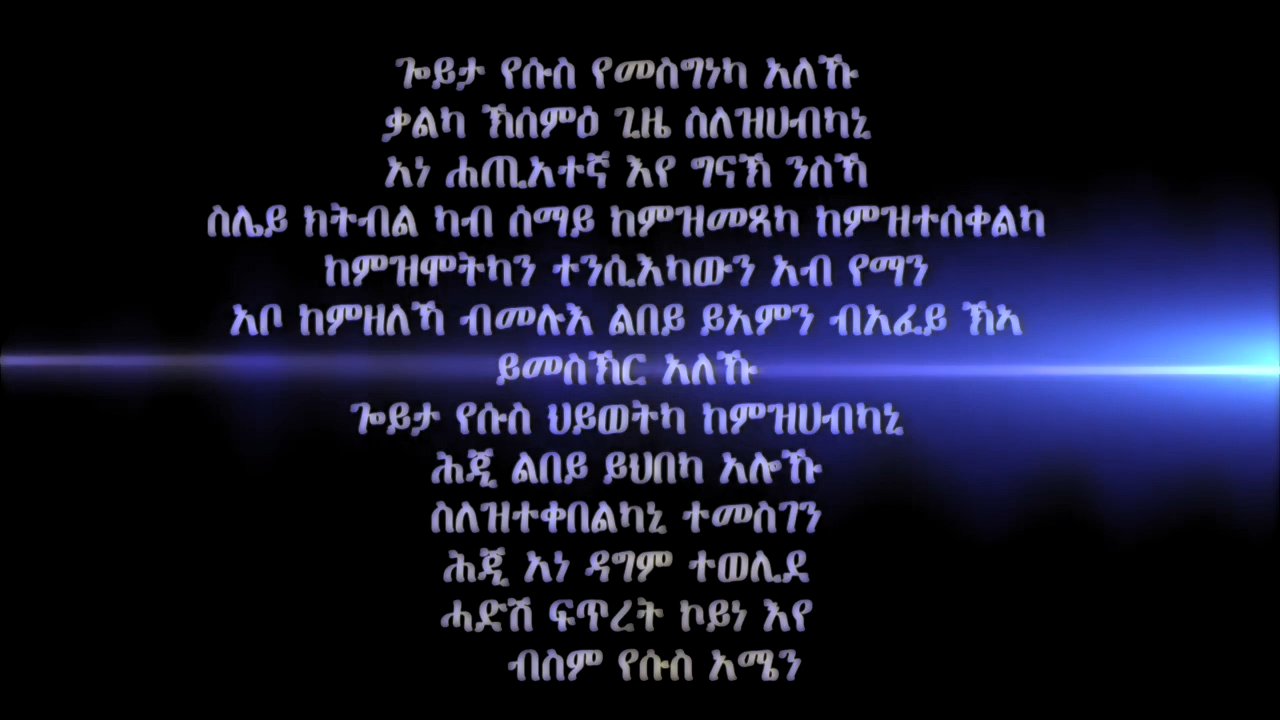 ጐይታ የሱስ የመስግነካ አለኹ
ቃልካ ኽሰምዕ ጊዜ ስለዝሀብካኒ
አነ ሐጢአተኛ እየ ግናኽ ንስኻ
ስሌይ ክትብል ካብ ሰማይ ከምዝመጻካ ከምዝተሰቀልካ
ከምዝሞትካን ተንሲእካውን አብ የማን
አቦ ከምዘለኻ ብመሉእ ልበይ ይአምን ብአፈይ ኽኣ
ይመስኽር አለኹ
ጐይታ የሱስ ህይወትካ ከምዝሀብካኒ
ሕጂ ልበይ ይህበካ አሎኹ
ስለዝተቀበልካኒ ተመስገን
ሕጂ አነ ዳግም ተወሊደ
ሓድሽ ፍጥረት ኮይነ እየ
ብስም የሱስ አሜን